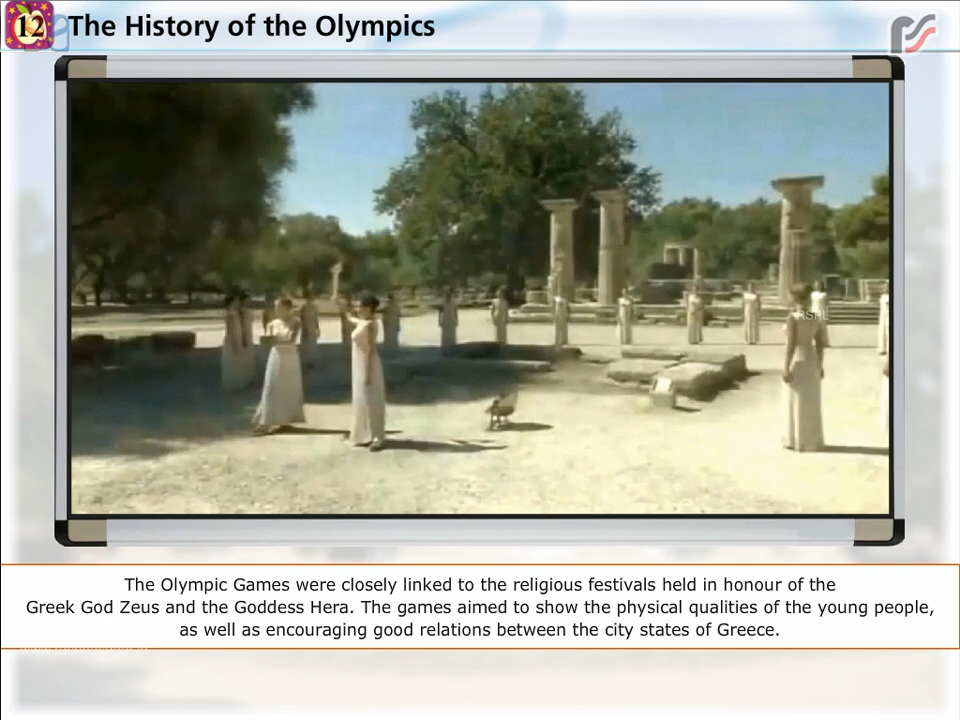 12 The History of the Olympics
RSPL
The Olympic Games were closely linked to the religious festivals held in honour of the
Greek God Zeus and the Goddess Hera. The games aimed to show the physical qualities of the young people,
as well as encouraging good relations between the city states of Greece.